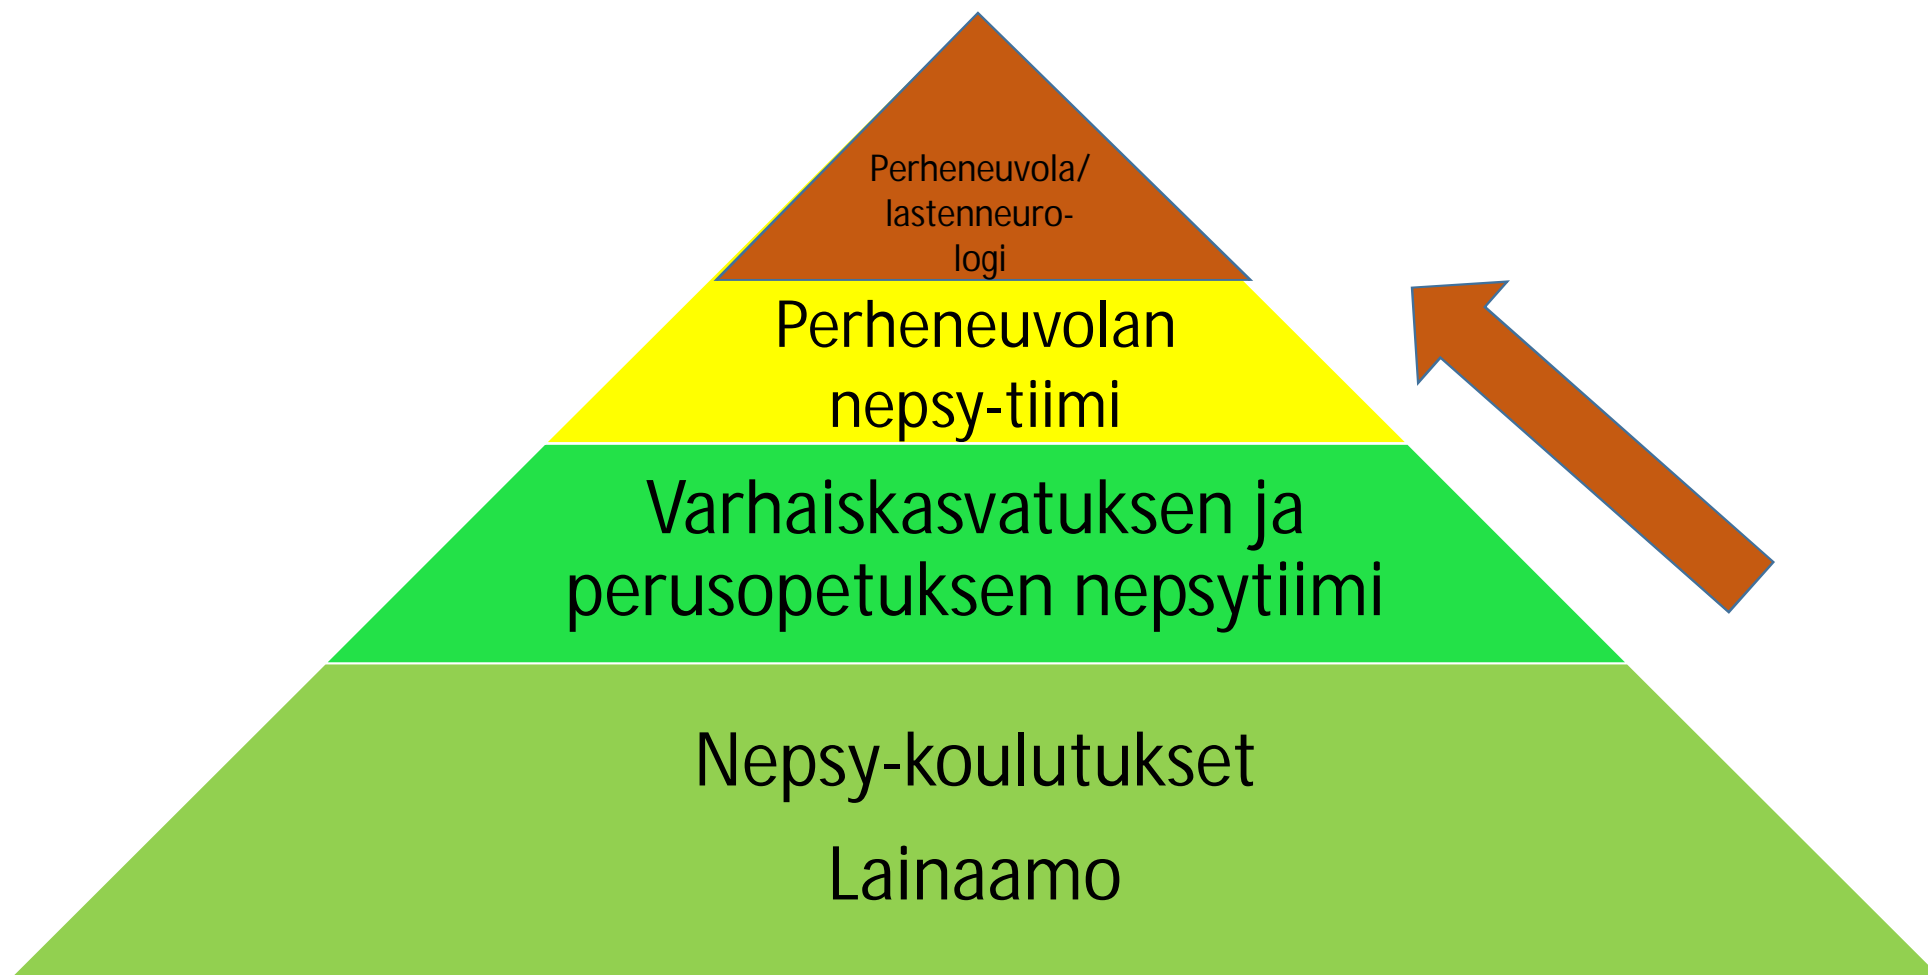 Perheneuvola/
lastenneuro-
logi
Perheneuvolan
nepsy-tiimi
Varhaiskasvatuksen ja
perusopetuksen nepsytiimi
Nepsy-koulutukset
Lainaamo